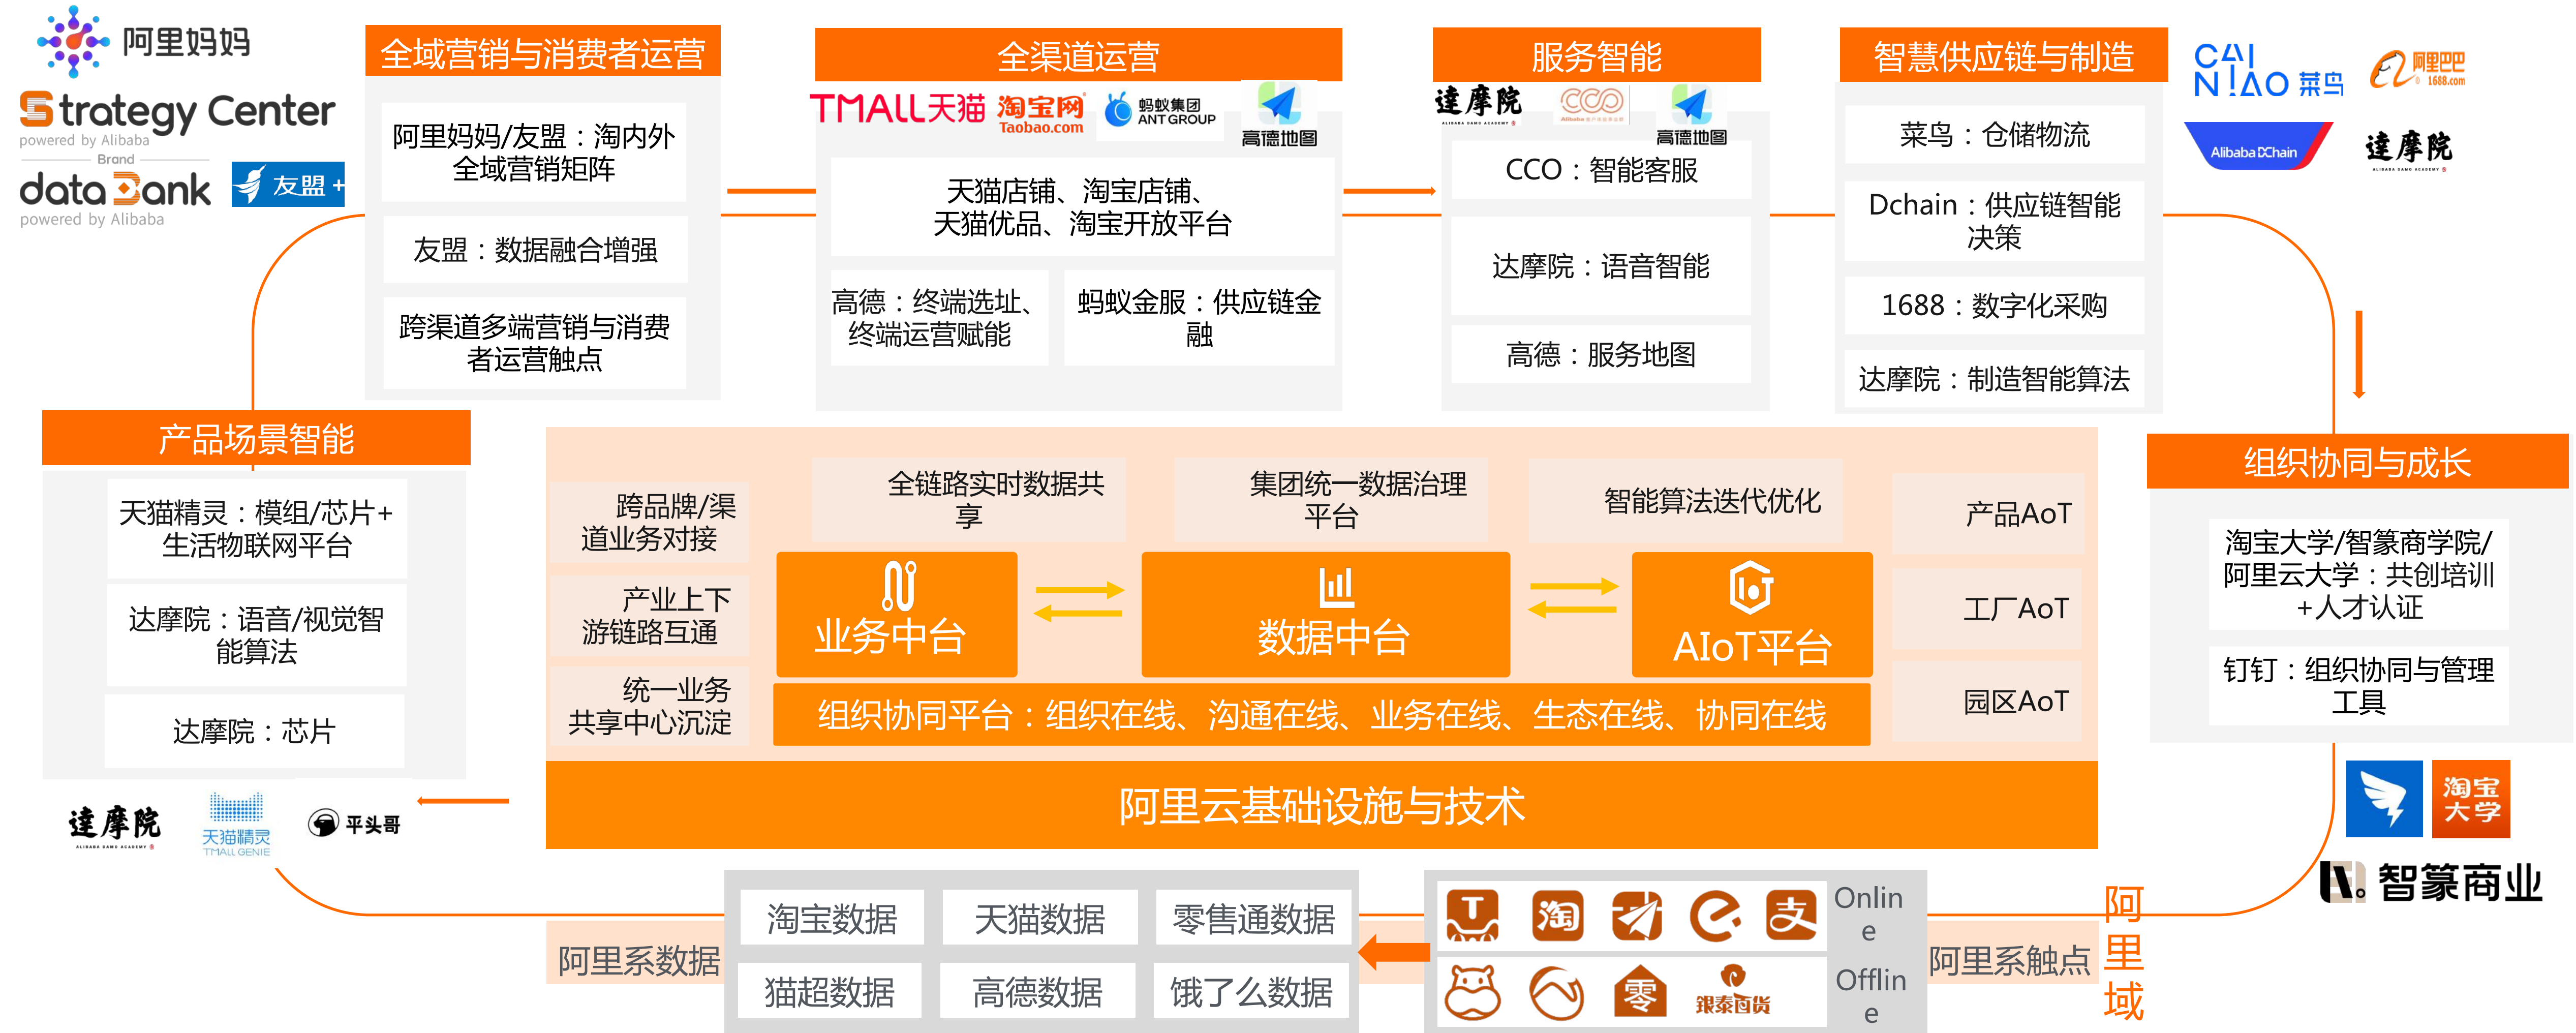 阿里妈妈
Strategy Center
powered by Alibaba
Brand
dataBank
powered by Alibaba
友盟+
全域营销与消费者运营
阿里妈妈/友盟：淘内外
全域营销矩阵
友盟：数据融合增强
跨渠道多端营销与消费
者运营触点
全渠道运营
TMALL天猫
淘宝网
Taobao.com
蚂蚁集团
ANT GROUP
高德地图
天猫店铺、淘宝店铺、
天猫优品、淘宝开放平台
高德：终端选址、
终端运营赋能
蚂蚁金服：供应链金
融
服务智能
達摩院
ALIBABA DAMO ACADEMY
CCO
高德地图
CCO：智能客服
达摩院：语音智能
高德：服务地图
智慧供应链与制造
菜鸟：仓储物流
Dchain：供应链智能
决策
1688：数字化采购
达摩院：制造智能算法
CAI
NIAO 菜鸟
阿里巴巴
1688.com
Alibaba DChain
達摩院
ALIBABA DAMO ACADEMY
产品场景智能
天猫精灵：模组/芯片+
生活物联网平台
达摩院：语音/视觉智
能算法
达摩院：芯片
達摩院
ALIBABA DAMO ACADEMY
天猫精灵
TMALL GENIE
平头哥
跨品牌/渠
道业务对接
产业上下
游链路互通
统一业务
共享中心沉淀
全链路实时数据共
享
集团统一数据治理
平台
智能算法迭代优化
业务中台
数据中台
AIoT平台
组织协同平台：组织在线、沟通在线、业务在线、生态在线、协同在线
产品AoT
工厂AoT
园区AoT
阿里云基础设施与技术
组织协同与成长
淘宝大学/智篆商学院/
阿里云大学：共创培训
+人才认证
钉钉：组织协同与管理
工具
淘宝
大学
智篆商业
阿里系数据
淘宝数据
天猫数据
零售通数据
猫超数据
高德数据
饿了么数据
T
淘
支
Onlin
e
零
银泰百货
Offlin
e
阿里系触点
阿
里
域